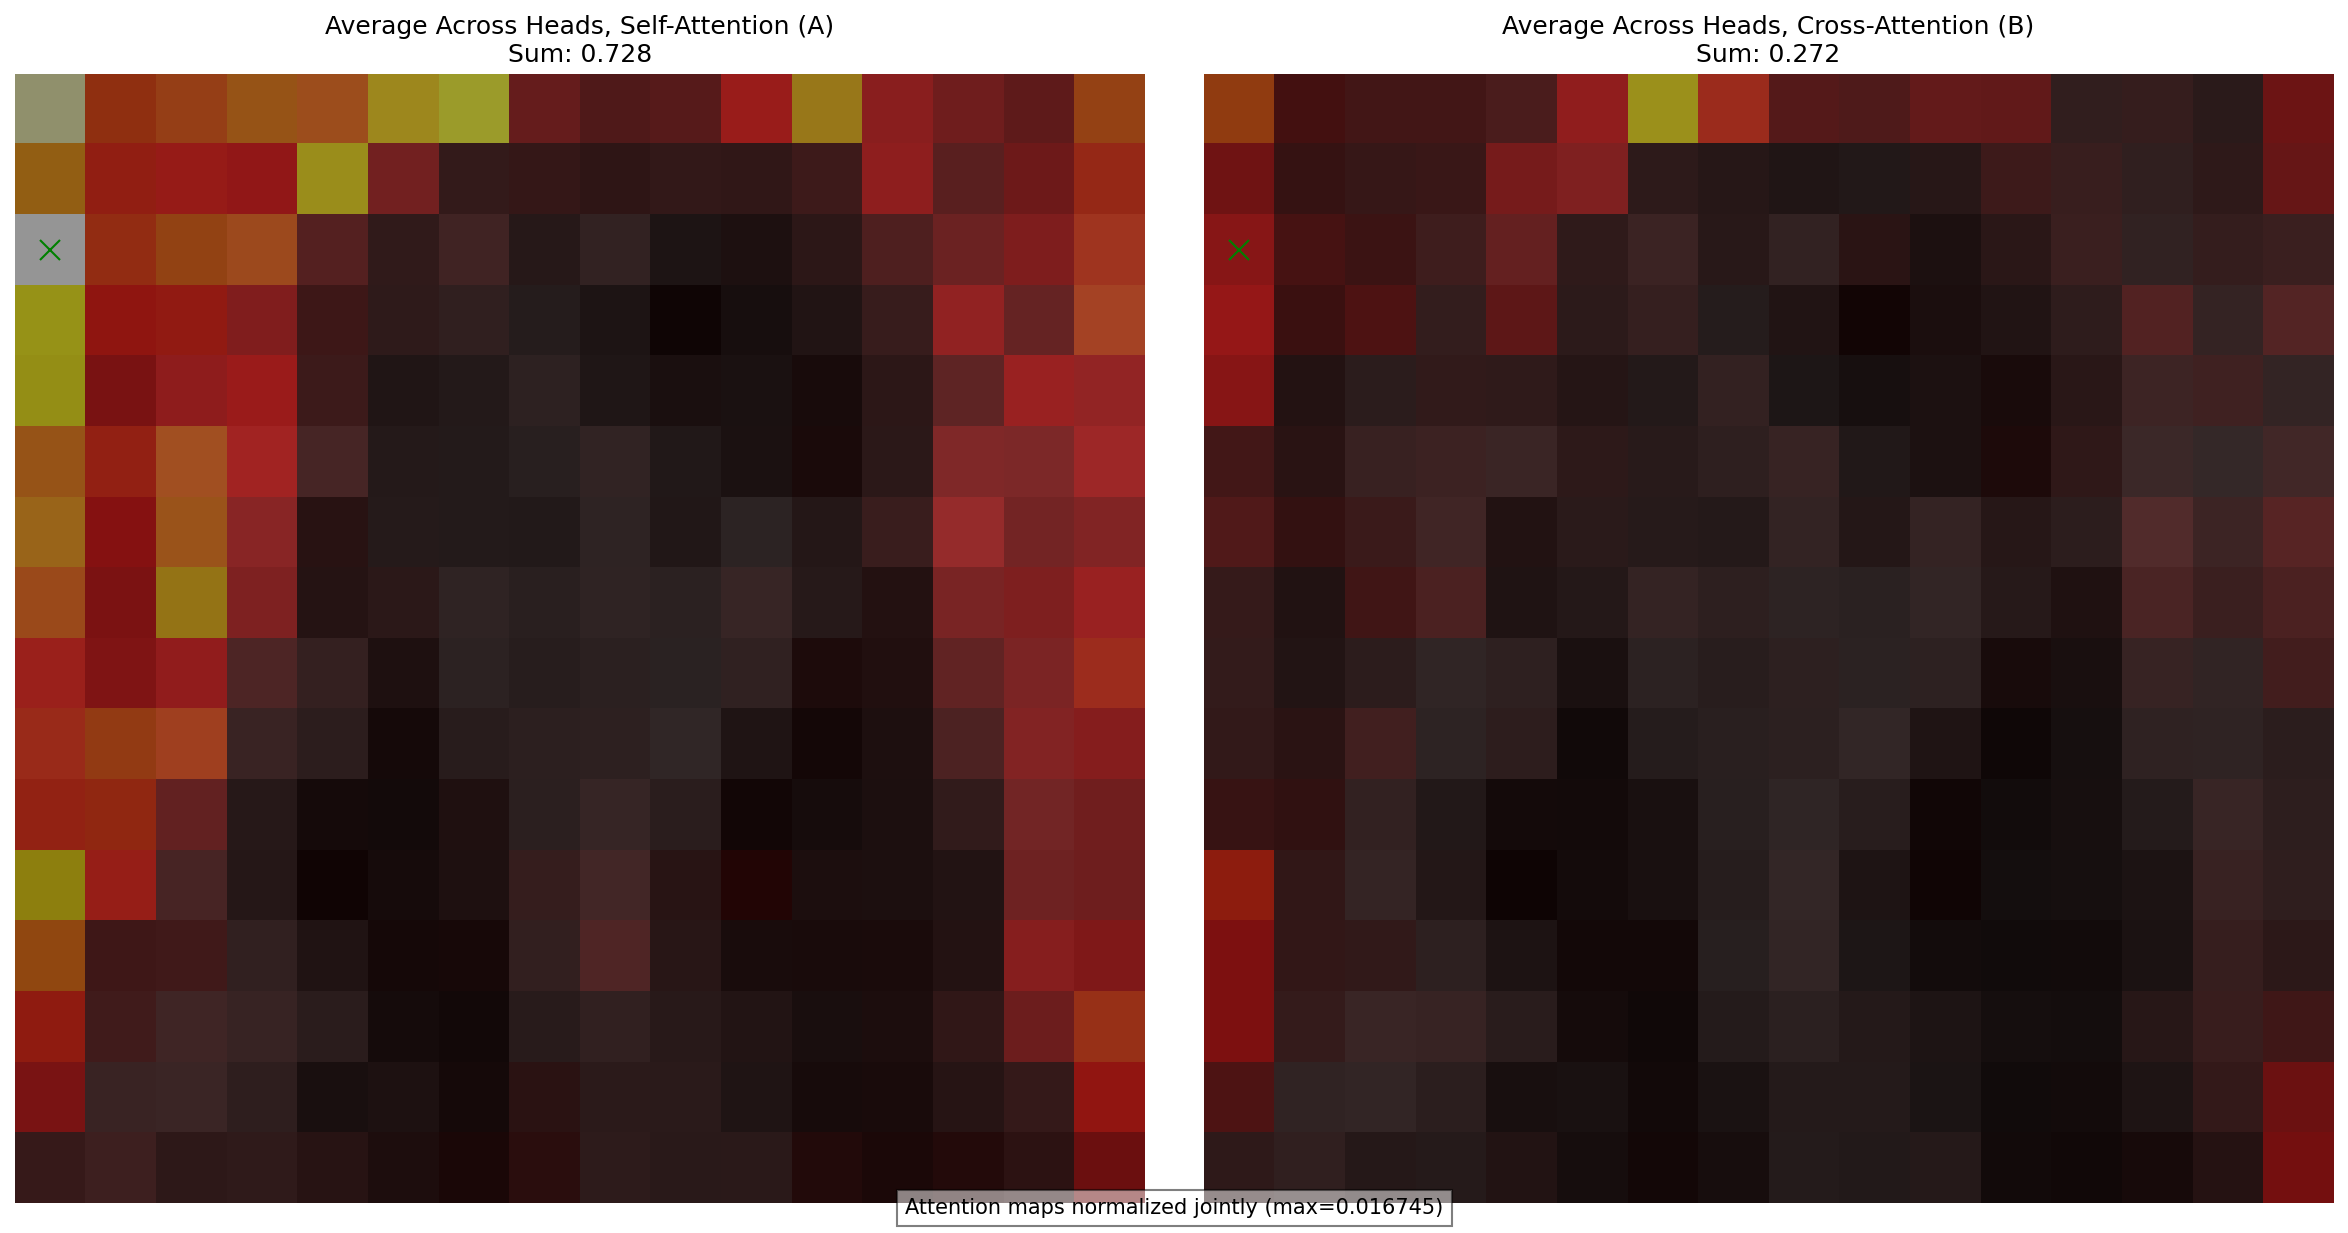 Average Across Heads, Self-Attention (A)
Sum: 0.728
Average Across Heads, Cross-Attention (B)
Sum: 0.272
Attention maps normalized jointly (max=0.016745)